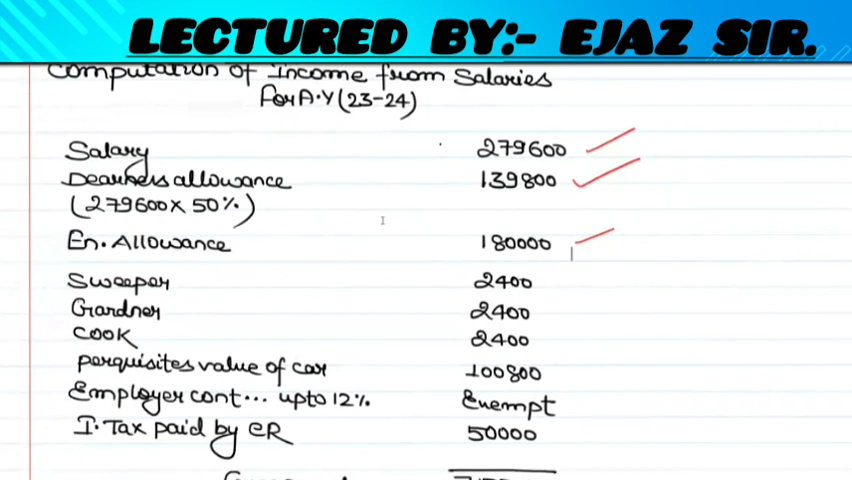 LECTURED BY:- EJAZ SIR.
Computation of Income from Salaries
For A.Y (23-24)
Salary 279600
Dearness allowance 139800
(279600 x 50%)
En. Allowance 180000
Sweeper 2400
Gardner 2400
COOK 2400
perquisites value of car 100800
Employer cont... upto 12%. Exempt
I. Tax paid by ER 50000